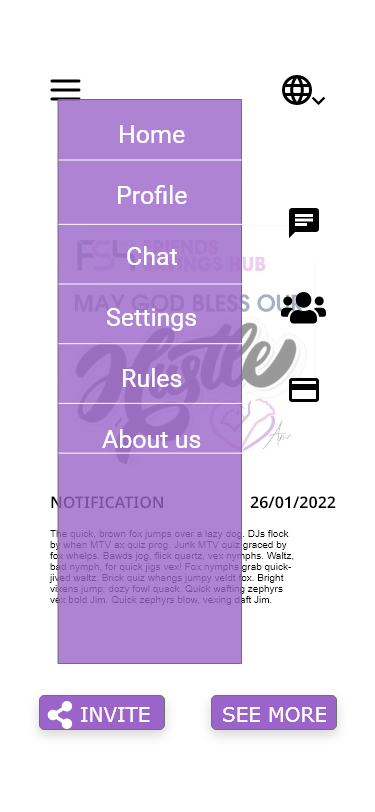 Home
Profile
FS4 FRIENDS
SAVINGS HUB
Chat
MAY GOD BLESS OUR
Settings
Hustle
Rules
About us
NOTIFICATION 26/01/2022
The quick, brown fox jumps over a lazy dog. DJs flock
by when MTV ax quiz prog. Junk MTV quiz graced by
fox whelps. Bawds jog, flick quartz, vex nymphs. Waltz,
bad nymph, for quick jigs vex! Fox nymphs grab quick-
jived waltz. Brick quiz whangs jumpy veldt fox. Bright
vixens jump; dozy fowl quack. Quick wafting zephyrs
vex bold Jim. Quick zephyrs blow, vexing daft Jim.
INVITE SEE MORE